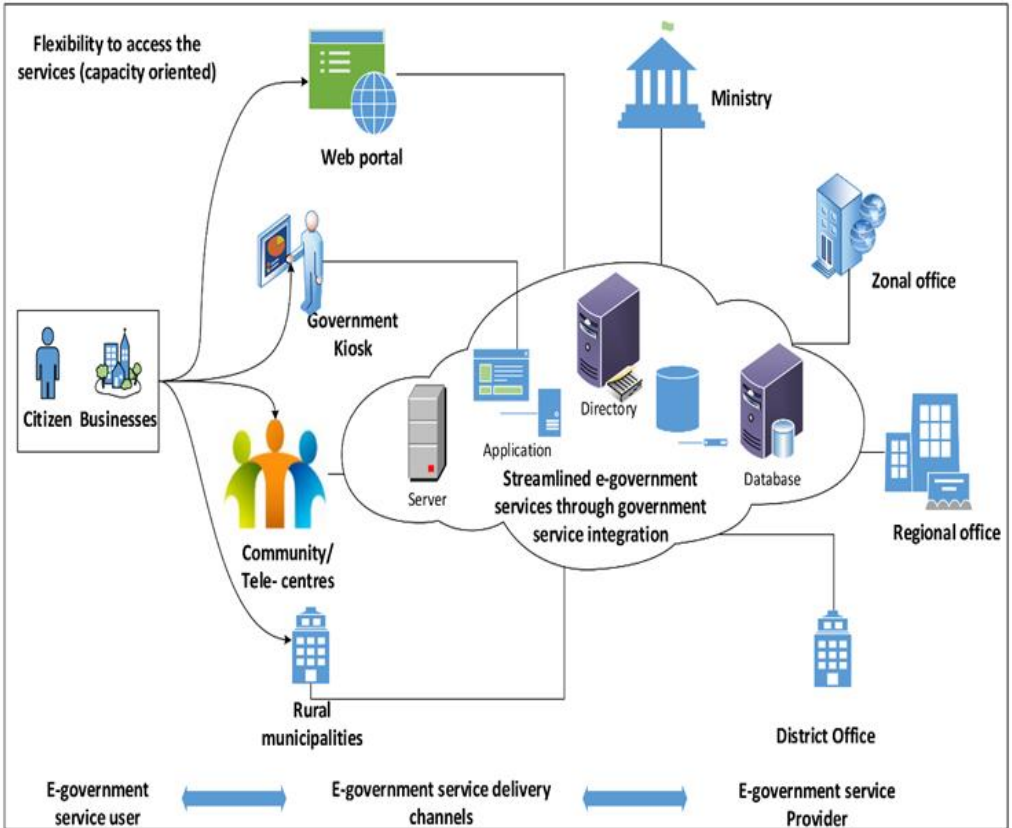 Flexibility to access the
services (capacity oriented)
Web portal
Ministry
Zonal office
Government
Kiosk
Citizen Businesses
Directory
Application
Server
Database
Streamlined e-government
services through government
service integration
Regional office
Community/
Tele- centres
Rural
municipalities
District Office
E-government
service user
E-government service delivery
channels
E-government service
Provider